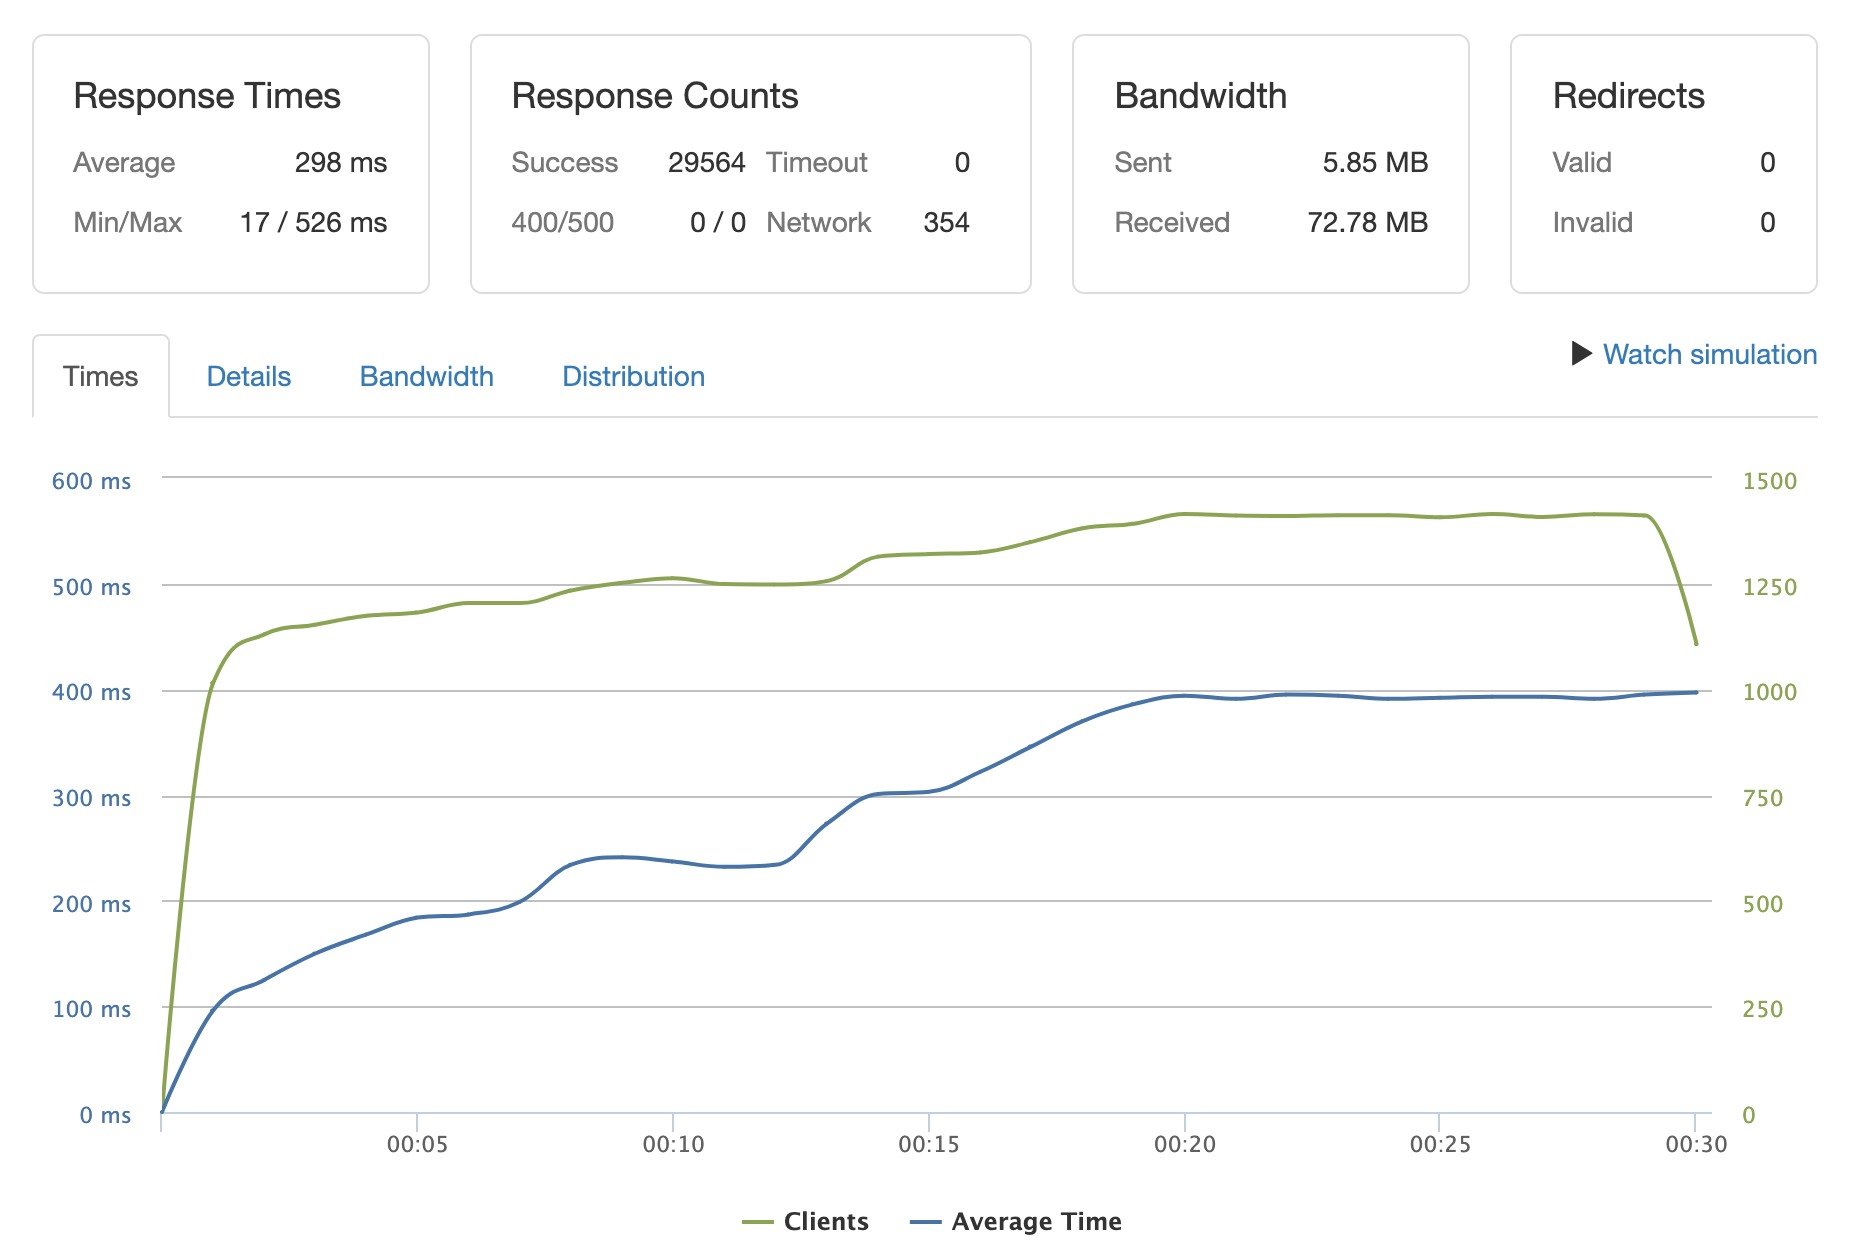 Response Times
Average 298 ms
Min/Max 17 / 526 ms
Response Counts
Success 29564 Timeout 0
400/500 0 / 0 Network 354
Bandwidth
Sent 5.85 MB
Received 72.78 MB
Redirects
Valid 0
Invalid 0
Times Details Bandwidth Distribution
Watch simulation
600 ms 1500
500 ms 1250
400 ms 1000
300 ms 750
200 ms 500
100 ms 250
0 ms 0
00:05 00:10 00:15 00:20 00:25 00:30
Clients Average Time